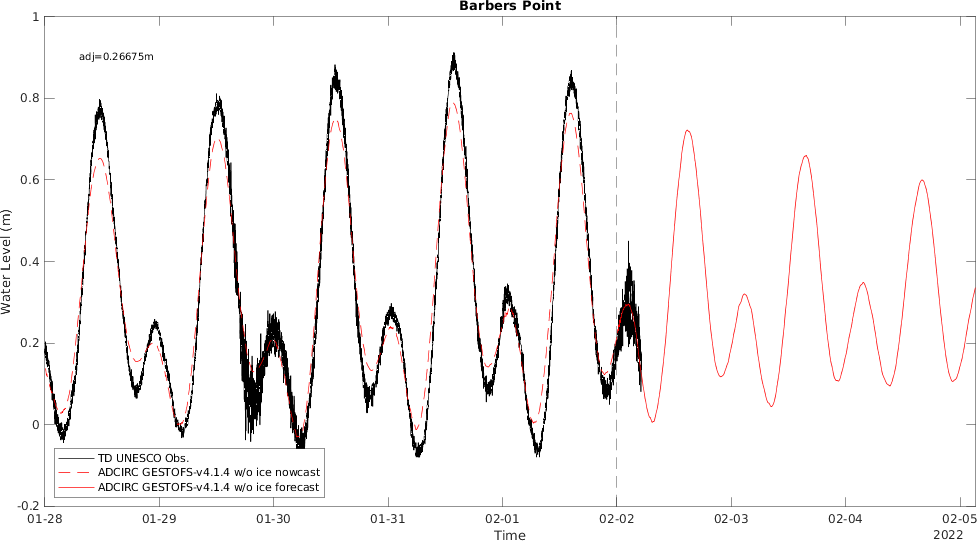 Barbers Point
1
0.8
0.6
0.4
0.2
0
-0.2
Water Level (m)
adj=0.26675m
TD UNESCO Obs.
ADCIRC GESTOFS-v4.1.4 w/o ice nowcast
ADCIRC GESTOFS-v4.1.4 w/o ice forecast
01-28 01-29 01-30 01-31 02-01 02-02 02-03 02-04 02-05
Time
2022